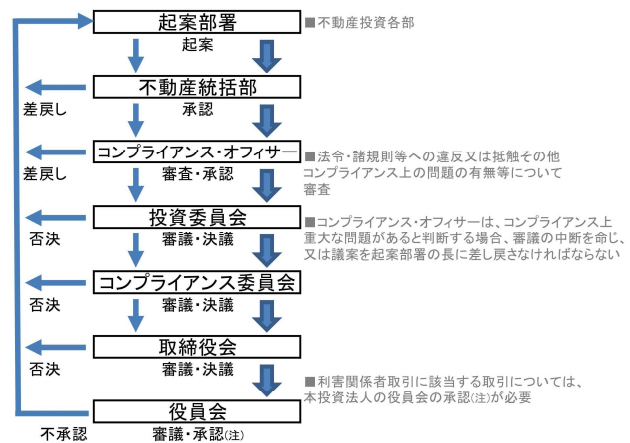 起案部署
■不動産投資各部
起案
不動産統括部
差戻し
承認
コンプライアンス・オフィサー
■法令・諸規則等への違反又は抵触その他
コンプライアンス上の問題の有無等について
審査
差戻し
審査・承認
投資委員会
■コンプライアンス・オフィサーは、コンプライアンス上
重大な問題があると判断する場合、審議の中断を命じ、
又は議案を起案部署の長に差し戻さなければならない
否決
審議・決議
コンプライアンス委員会
否決
審議・決議
取締役会
否決
審議・決議
■利害関係者取引に該当する取引については、
本投資法人の役員会の承認(注)が必要
役員会
不承認
審議・承認(注)